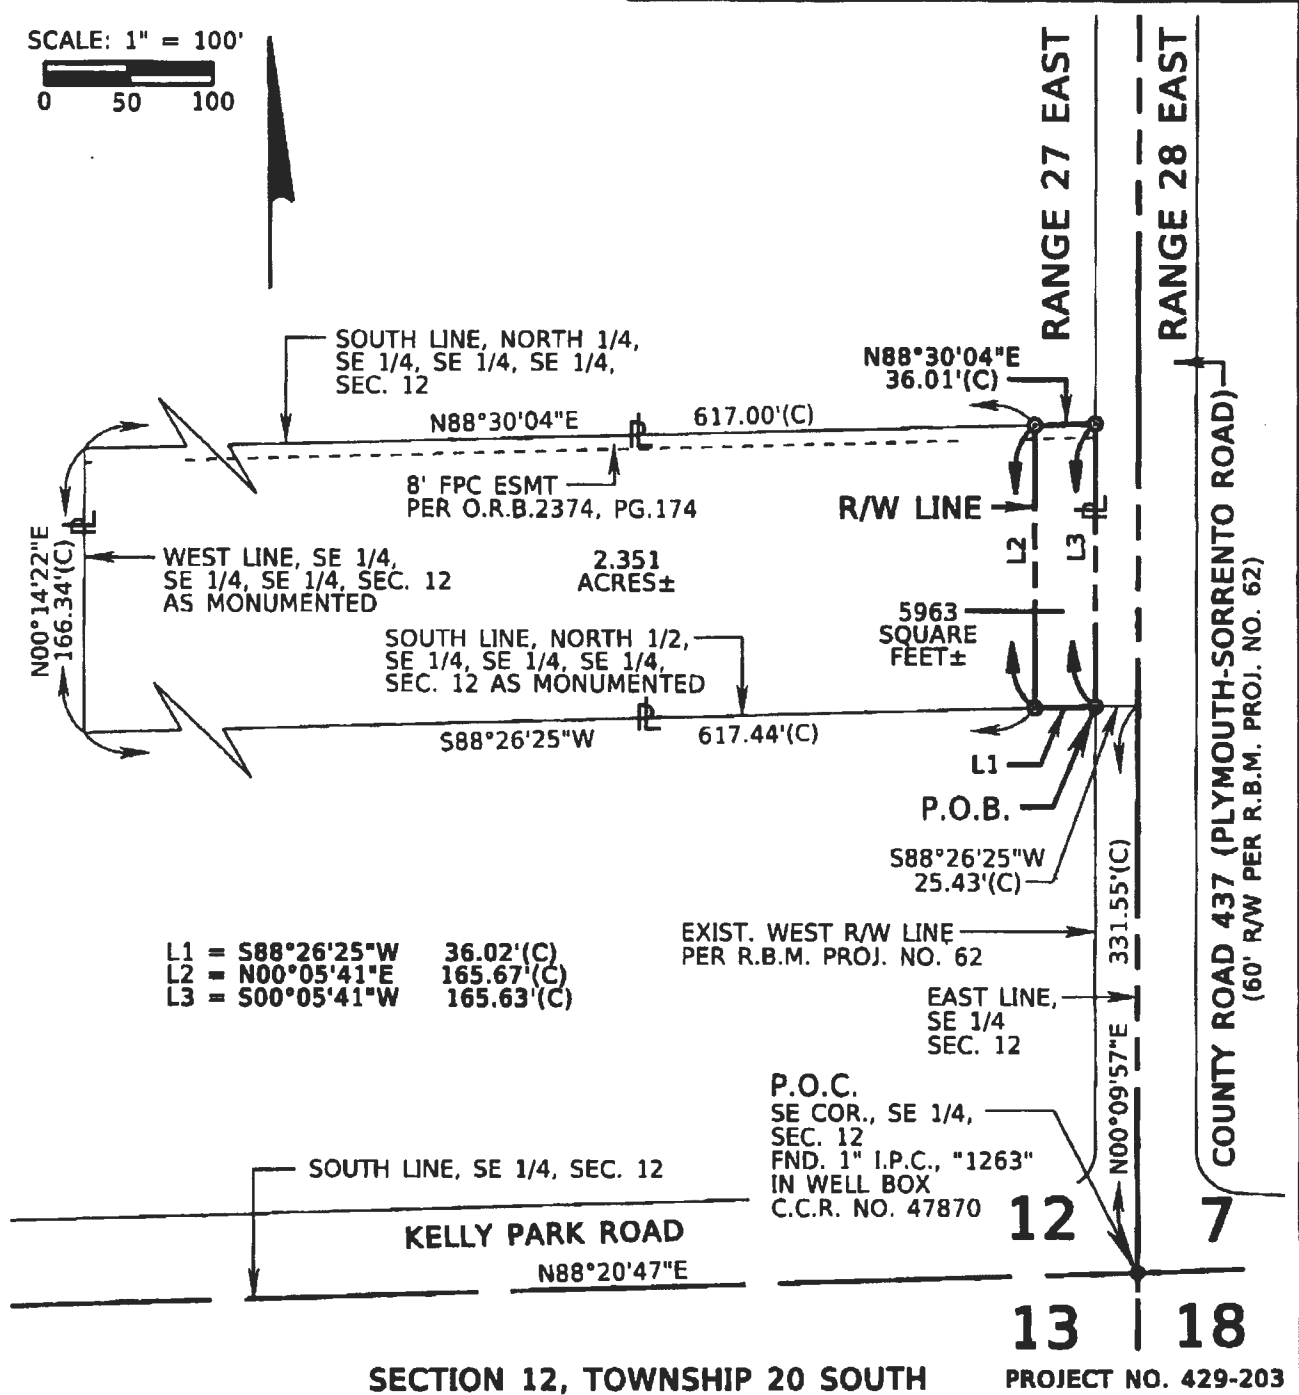 SCALE: 1" = 100'
0 50 100
RANGE 27 EAST
RANGE 28 EAST
SOUTH LINE, NORTH 1/4,
SE 1/4, SE 1/4, SE 1/4,
SEC. 12
N88°30'04"E
36.01'(C)
N88°30'04"E
617.00'(C)
8' FPC ESMT
PER O.R.B.2374, PG.174
R/W LINE
N00°14'22"E
166.34'(C)
WEST LINE, SE 1/4,
SE 1/4, SE 1/4, SEC. 12
AS MONUMENTED
2.351
ACRES±
L2
L3
5963
SQUARE
FEET±
SOUTH LINE, NORTH 1/2,
SE 1/4, SE 1/4, SE 1/4,
SEC. 12 AS MONUMENTED
S88°26'25"W
617.44'(C)
L1
P.O.B.
S88°26'25"W
25.43'(C)
COUNTY ROAD 437 (PLYMOUTH-SORRENTO ROAD)
(60' R/W PER R.B.M. PROJ. NO. 62)
331.55'(C)
N00°09'57"E
L1 = S88°26'25"W 36.02'(C)
L2 = N00°05'41"E 165.67'(C)
L3 = S00°05'41"W 165.63'(C)
EXIST. WEST R/W LINE
PER R.B.M. PROJ. NO. 62
EAST LINE,
SE 1/4
SEC. 12
P.O.C.
SE COR., SE 1/4,
SEC. 12
FND. 1" I.P.C., "1263"
IN WELL BOX
C.C.R. NO. 47870
SOUTH LINE, SE 1/4, SEC. 12
KELLY PARK ROAD
N88°20'47"E
12
7
13
18
SECTION 12, TOWNSHIP 20 SOUTH
PROJECT NO. 429-203